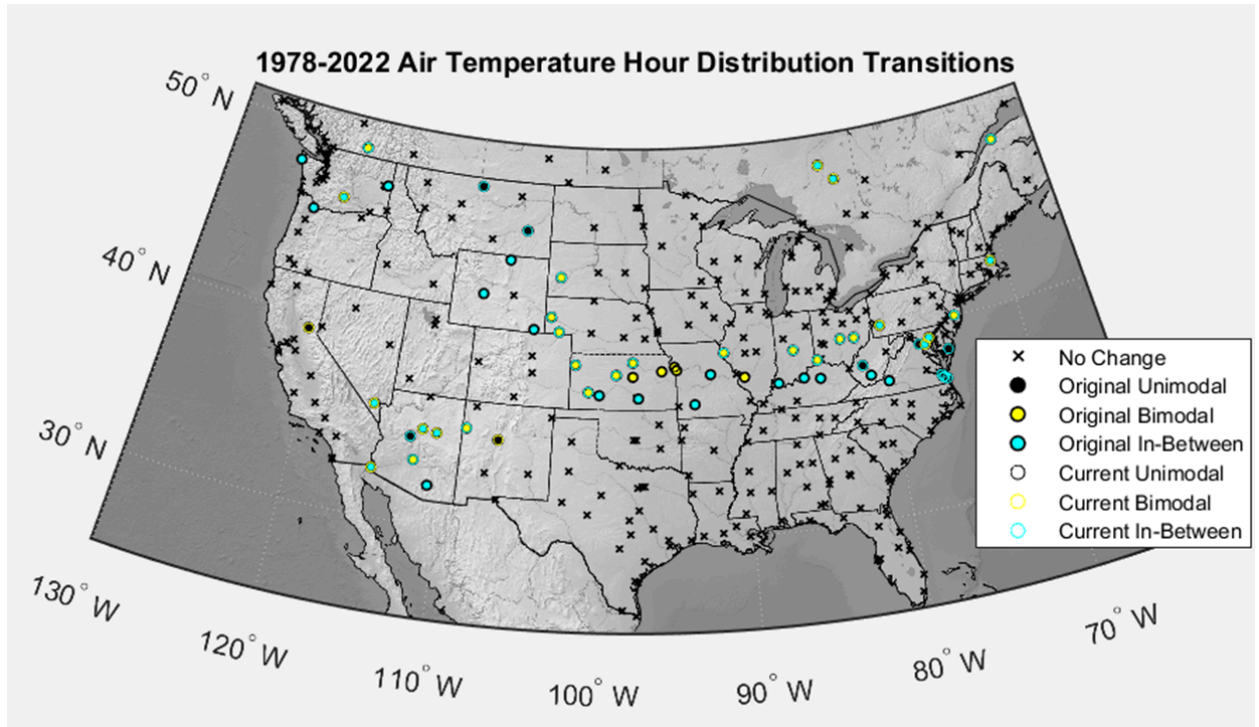 1978-2022 Air Temperature Hour Distribution Transitions
50° N
40° N
30° N
130° W
120° W
110° W
100° W
90° W
80° W
70° W
No Change
Original Unimodal
Original Bimodal
Original In-Between
Current Unimodal
Current Bimodal
Current In-Between